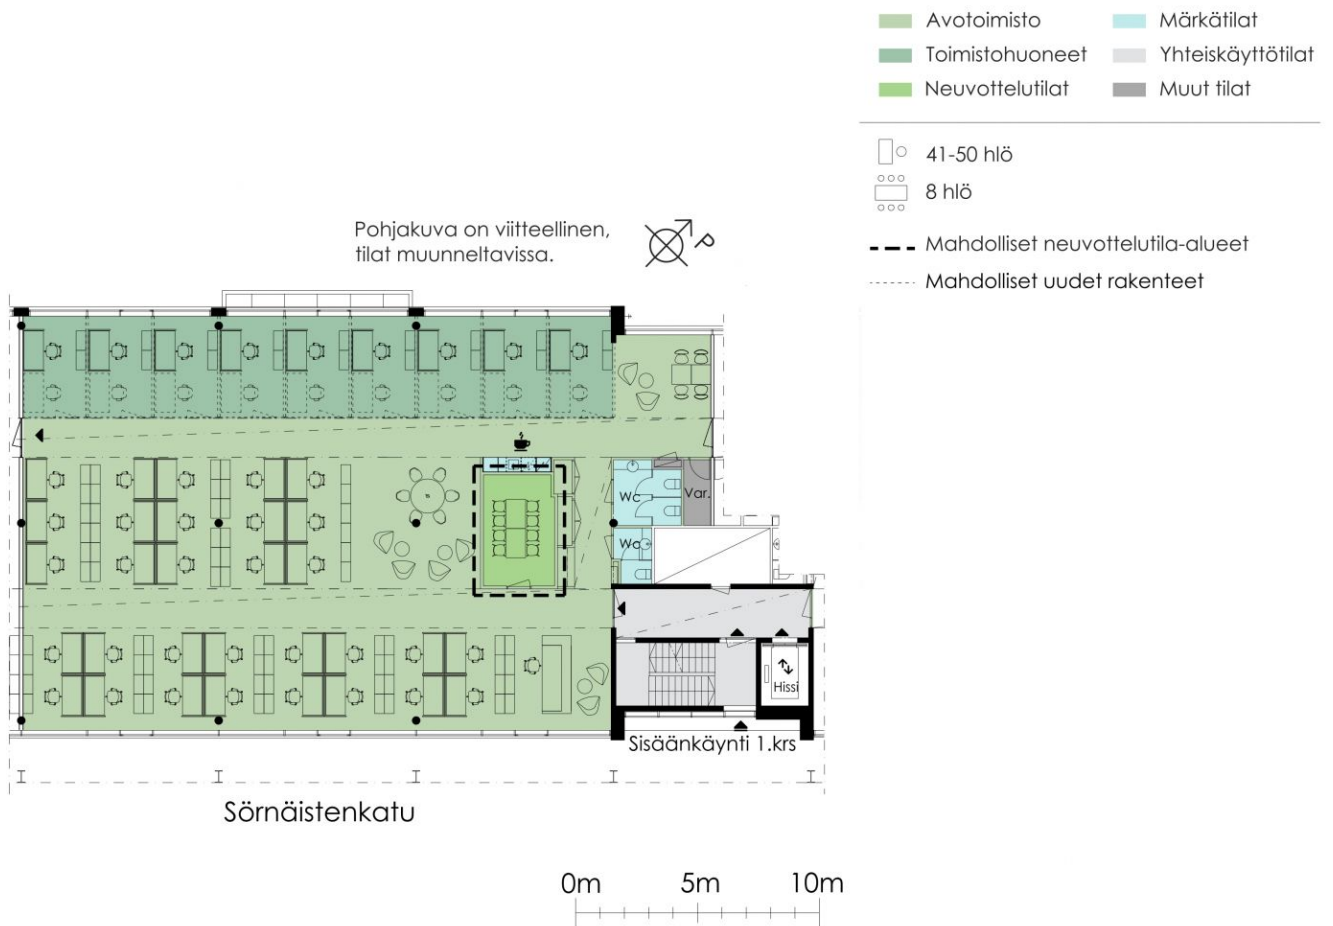 Avotoimisto
Märkätilat
Toimistohuoneet
Yhteiskäyttötilat
Neuvottelutilat
Muut tilat
41-50 hlö
8 hlö
Mahdolliset neuvottelutila-alueet
Mahdolliset uudet rakenteet
Pohjakuva on viitteellinen,
tilat muunneltavissa.
P
Wc
Var.
Wc
Hissi
Sisäänkäynti 1.krs
Sörnäistenkatu
0m 5m 10m